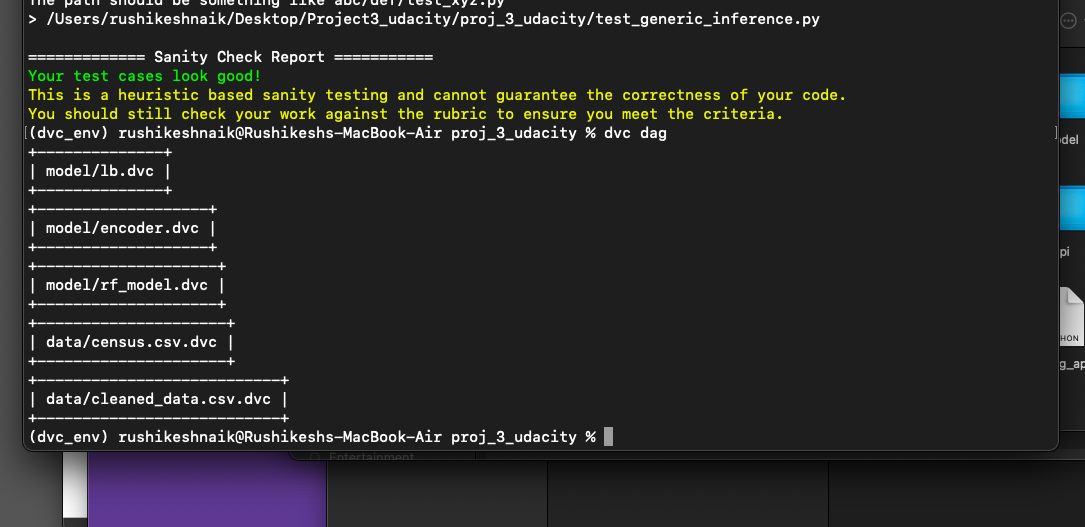 The path should be something like abc/def/test_xyz.py
> /Users/rushikeshnaik/Desktop/Project3_udacity/proj_3_udacity/test_generic_inference.py
============= Sanity Check Report ===========
Your test cases look good!
This is a heuristic based sanity testing and cannot guarantee the correctness of your code.
You should still check your work against the rubric to ensure you meet the criteria.
[(dvc_env) rushikeshnaik@Rushikeshs-MacBook-Air proj_3_udacity % dvc dag ]
+--------------+
| model/lb.dvc |
+--------------+
+-------------------+
| model/encoder.dvc |
+-------------------+
+--------------------+
| model/rf_model.dvc |
+--------------------+
+---------------------+
| data/census.csv.dvc |
+---------------------+
+---------------------------+
| data/cleaned_data.csv.dvc |
+---------------------------+
(dvc_env) rushikeshnaik@Rushikeshs-MacBook-Air proj_3_udacity %
del
pi
HON
g_ap
Entertainment